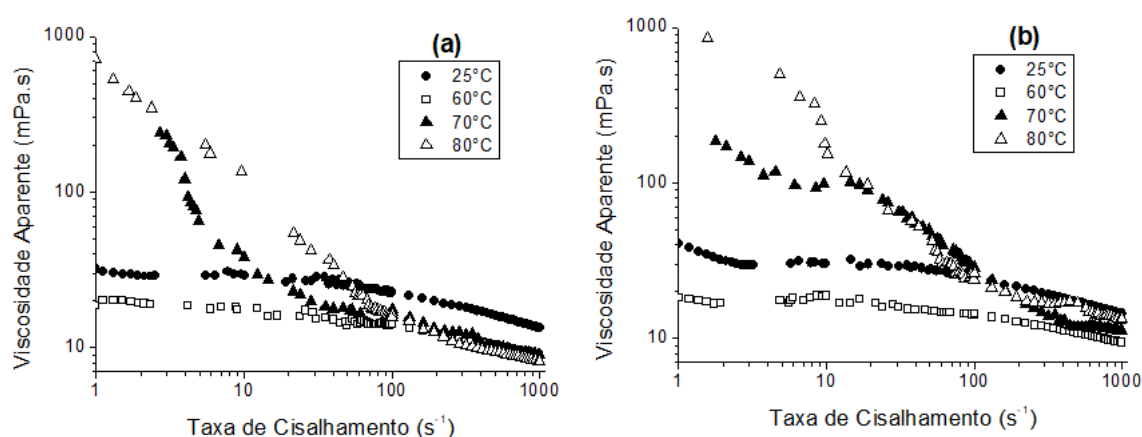 (a)
Viscosidade Aparente (mPa.s)
1000
100
10
25°C
60°C
70°C
80°C
1 10 100 1000
Taxa de Cisalhamento (s⁻¹)
(b)
Viscosidade Aparente (mPa.s)
1000
100
10
25°C
60°C
70°C
80°C
1 10 100 1000
Taxa de Cisalhamento (s⁻¹)